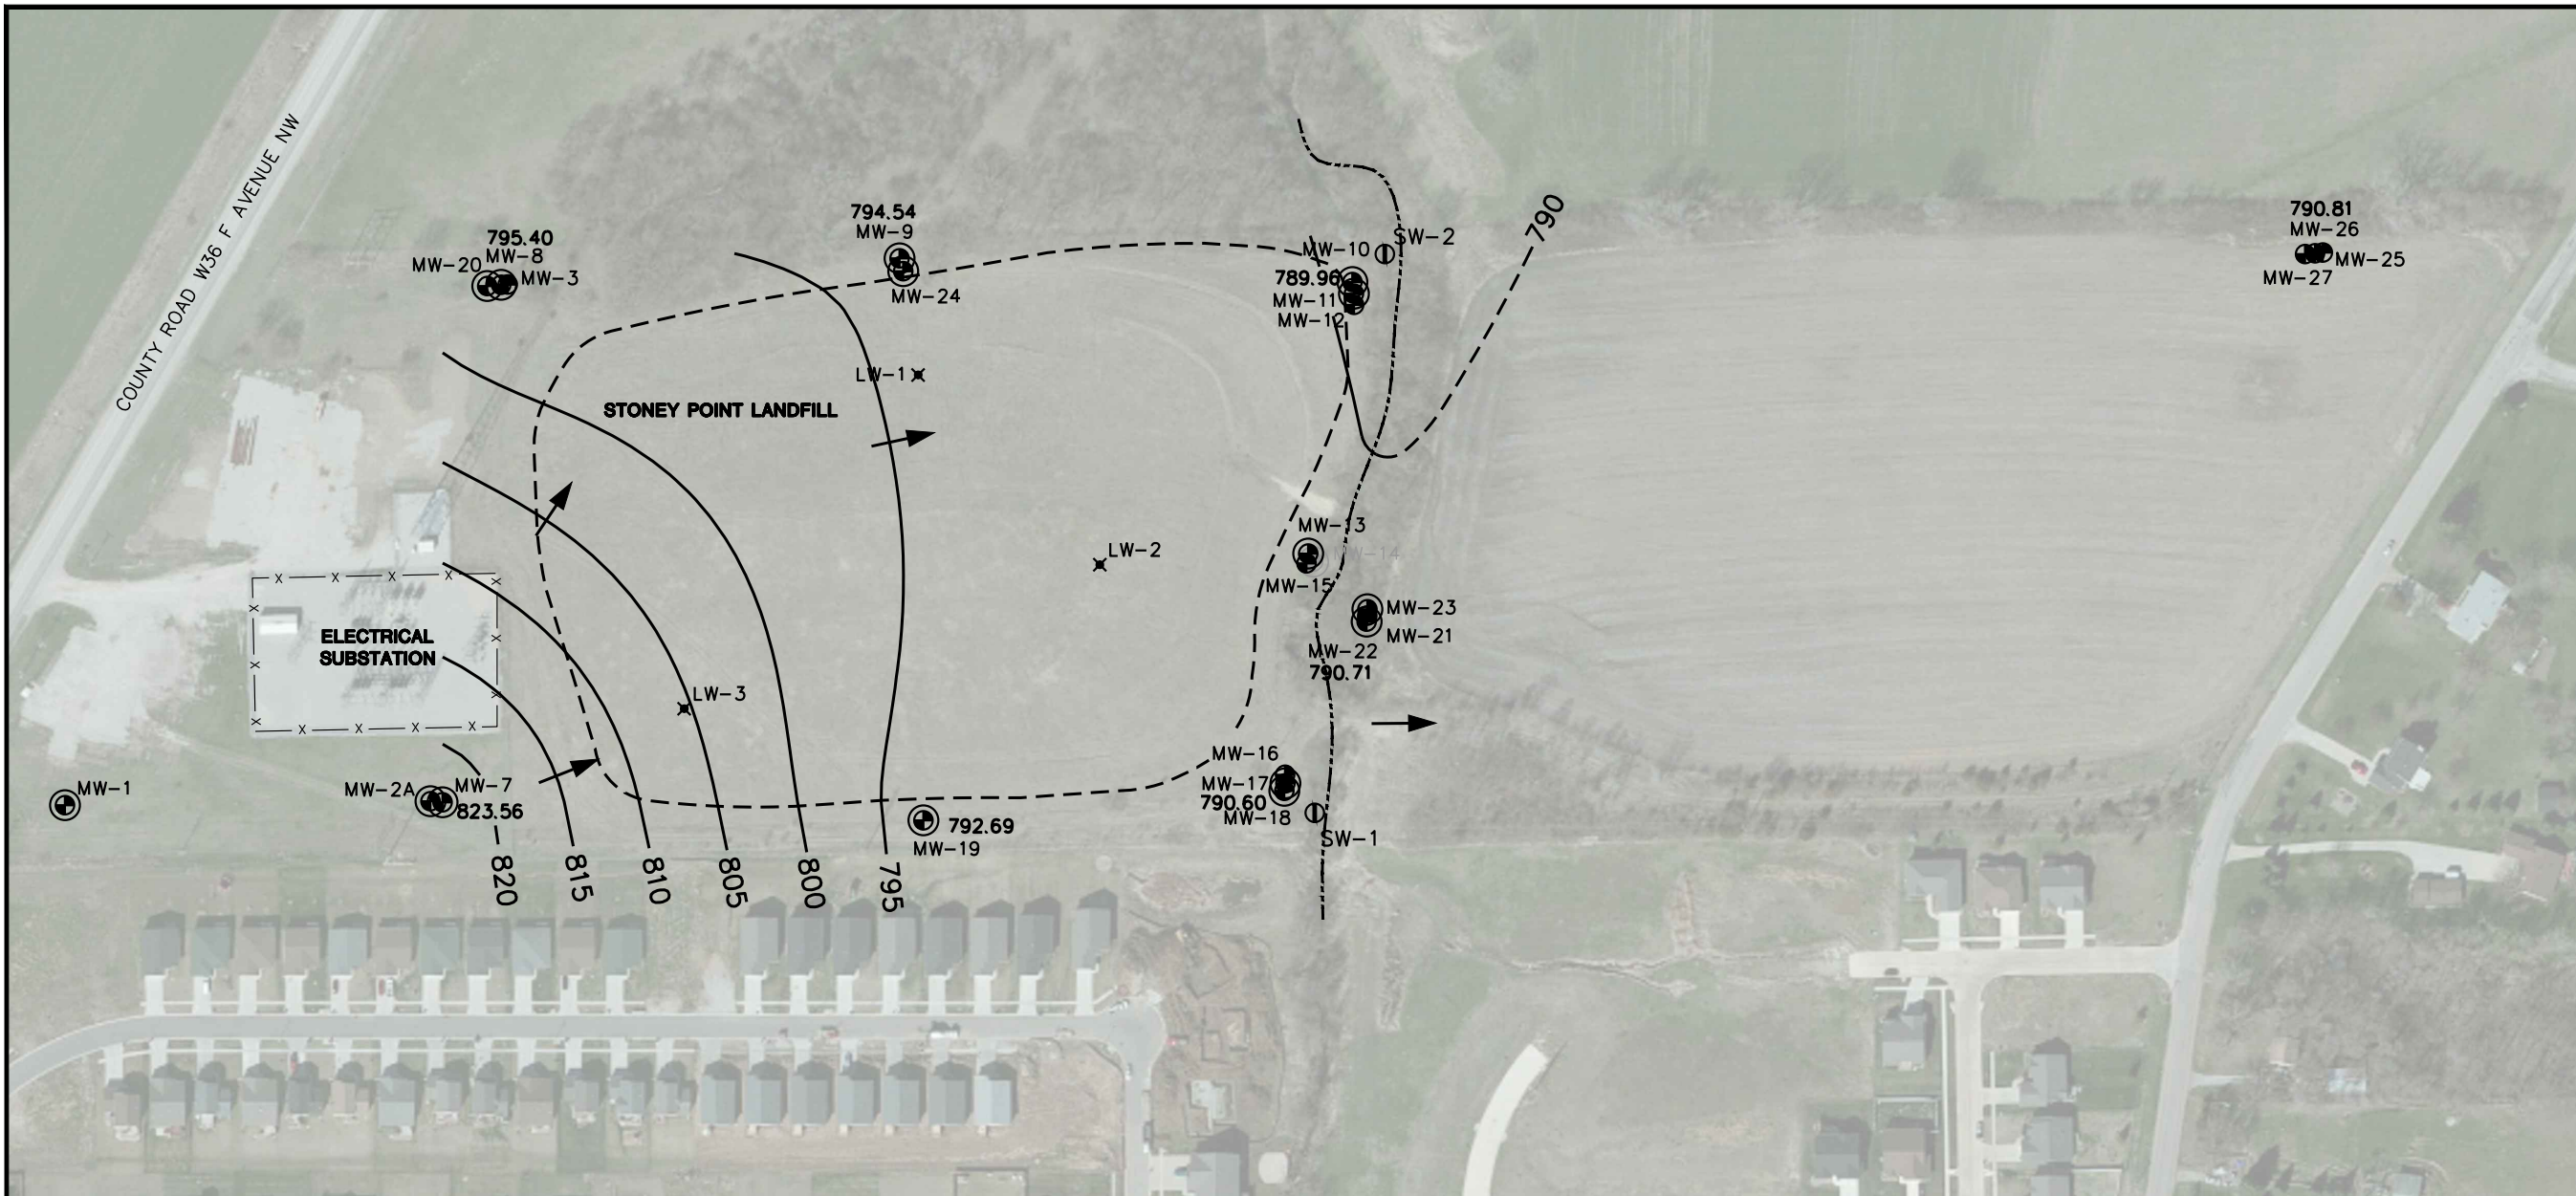 COUNTY ROAD W36 F AVENUE NW
795.40
MW-8
MW-20
MW-3
794.54
MW-9
MW-24
MW-10
SW-2
789.96
MW-11
MW-12
790
790.81
MW-26
MW-25
MW-27
LW-1
STONEY POINT LANDFILL
LW-2
MW-13
MW-14
MW-15
MW-23
MW-21
MW-22
790.71
ELECTRICAL
SUBSTATION
LW-3
MW-1
MW-2A
MW-7
823.56
792.69
MW-19
MW-16
MW-17
790.60
MW-18
SW-1
820
815
810
805
800
795